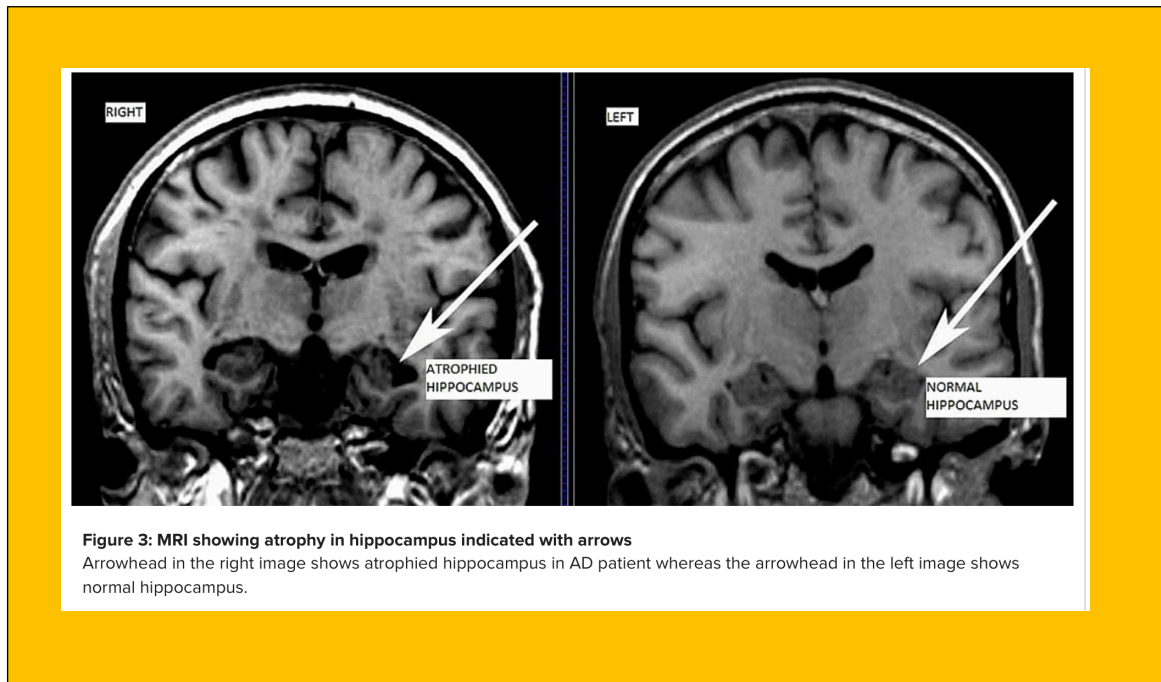 RIGHT
LEFT
ATROPHIED
HIPPOCAMPUS
NORMAL
HIPPOCAMPUS
Figure 3: MRI showing atrophy in hippocampus indicated with arrows
Arrowhead in the right image shows atrophied hippocampus in AD patient whereas the arrowhead in the left image shows
normal hippocampus.